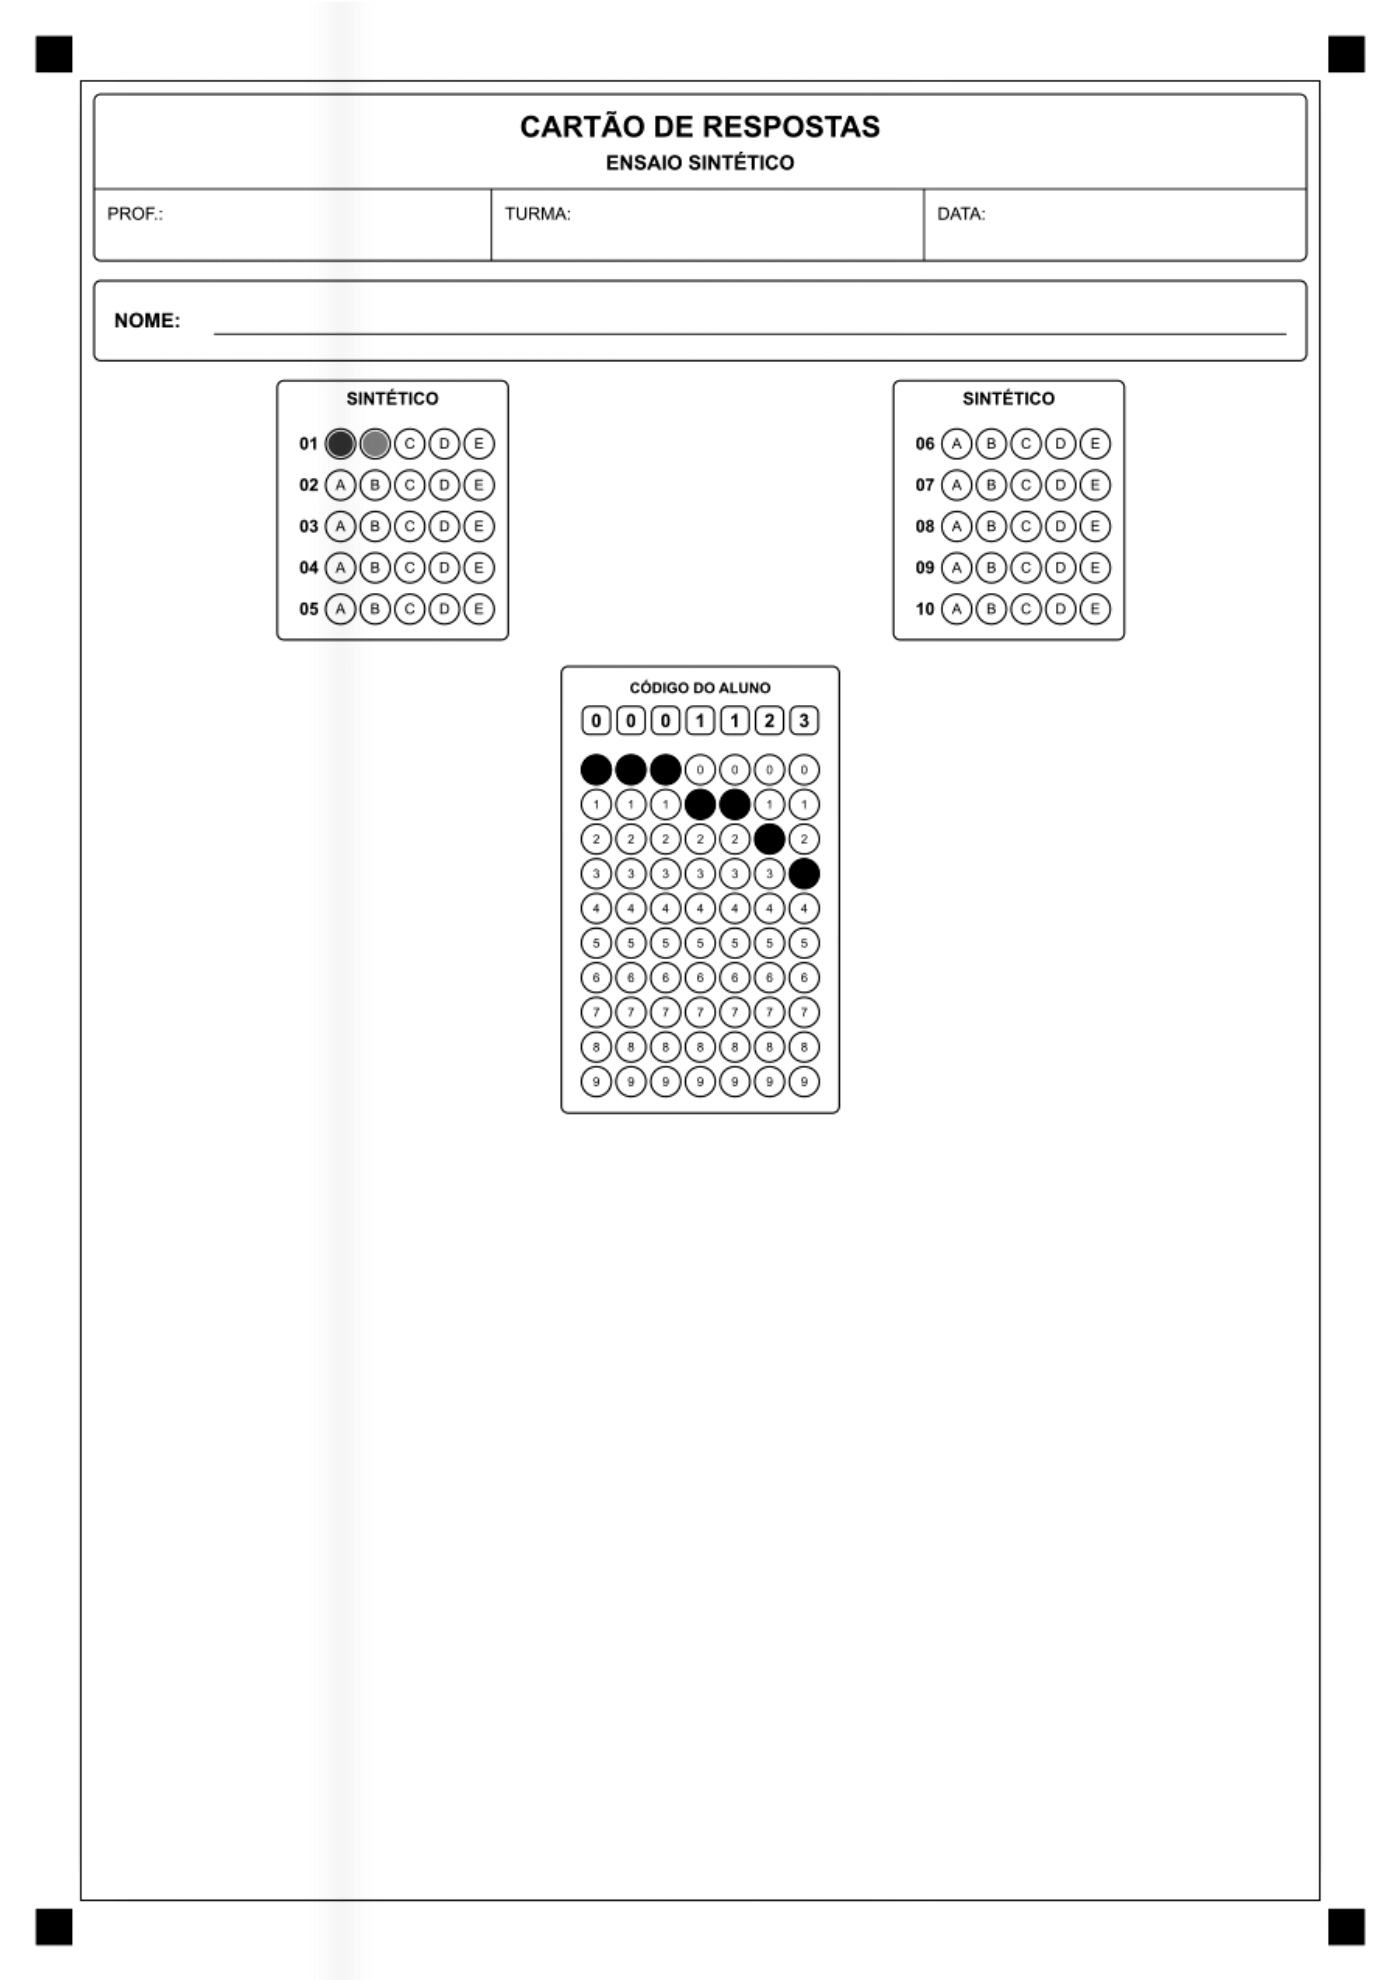 CARTÃO DE RESPOSTAS
ENSAIO SINTÉTICO
PROF.: TURMA: DATA:
NOME:
SINTÉTICO
01 C D E
02 A B C D E
03 A B C D E
04 A B C D E
05 A B C D E
SINTÉTICO
06 A B C D E
07 A B C D E
08 A B C D E
09 A B C D E
10 A B C D E
CÓDIGO DO ALUNO
0 0 0 1 1 2 3
0 0 0 0
1 1 1 1 1
2 2 2 2 2 2
3 3 3 3 3 3
4 4 4 4 4 4 4
5 5 5 5 5 5 5
6 6 6 6 6 6 6
7 7 7 7 7 7 7
8 8 8 8 8 8 8
9 9 9 9 9 9 9